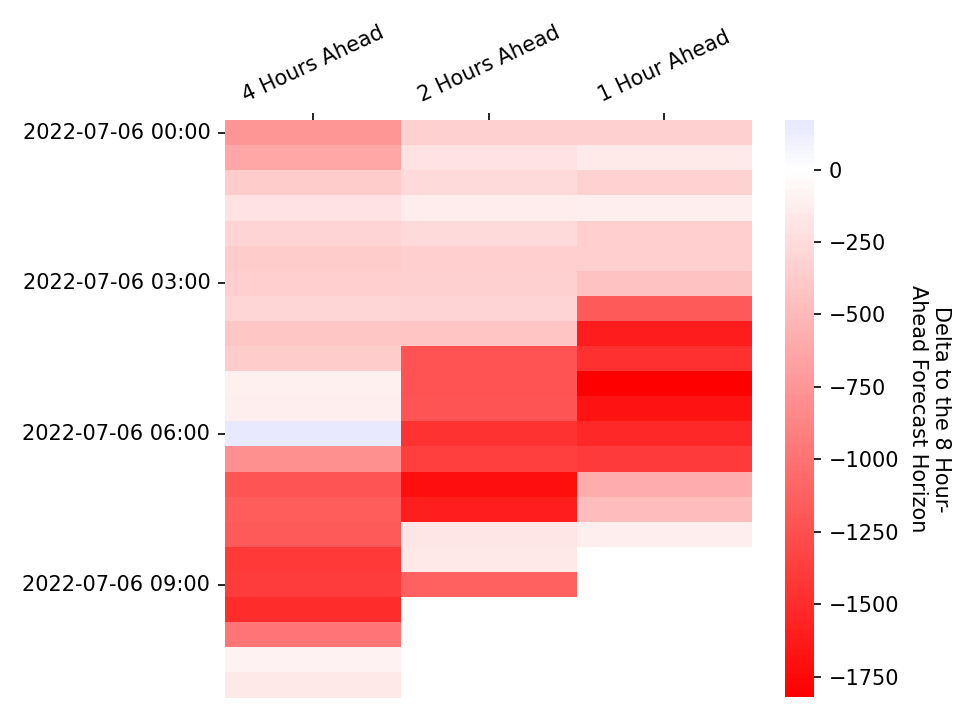 4 Hours Ahead
2 Hours Ahead
1 Hour Ahead
2022-07-06 00:00
2022-07-06 03:00
2022-07-06 06:00
2022-07-06 09:00
0
−250
−500
−750
−1000
−1250
−1500
−1750
Delta to the 8 Hour-
Ahead Forecast Horizon